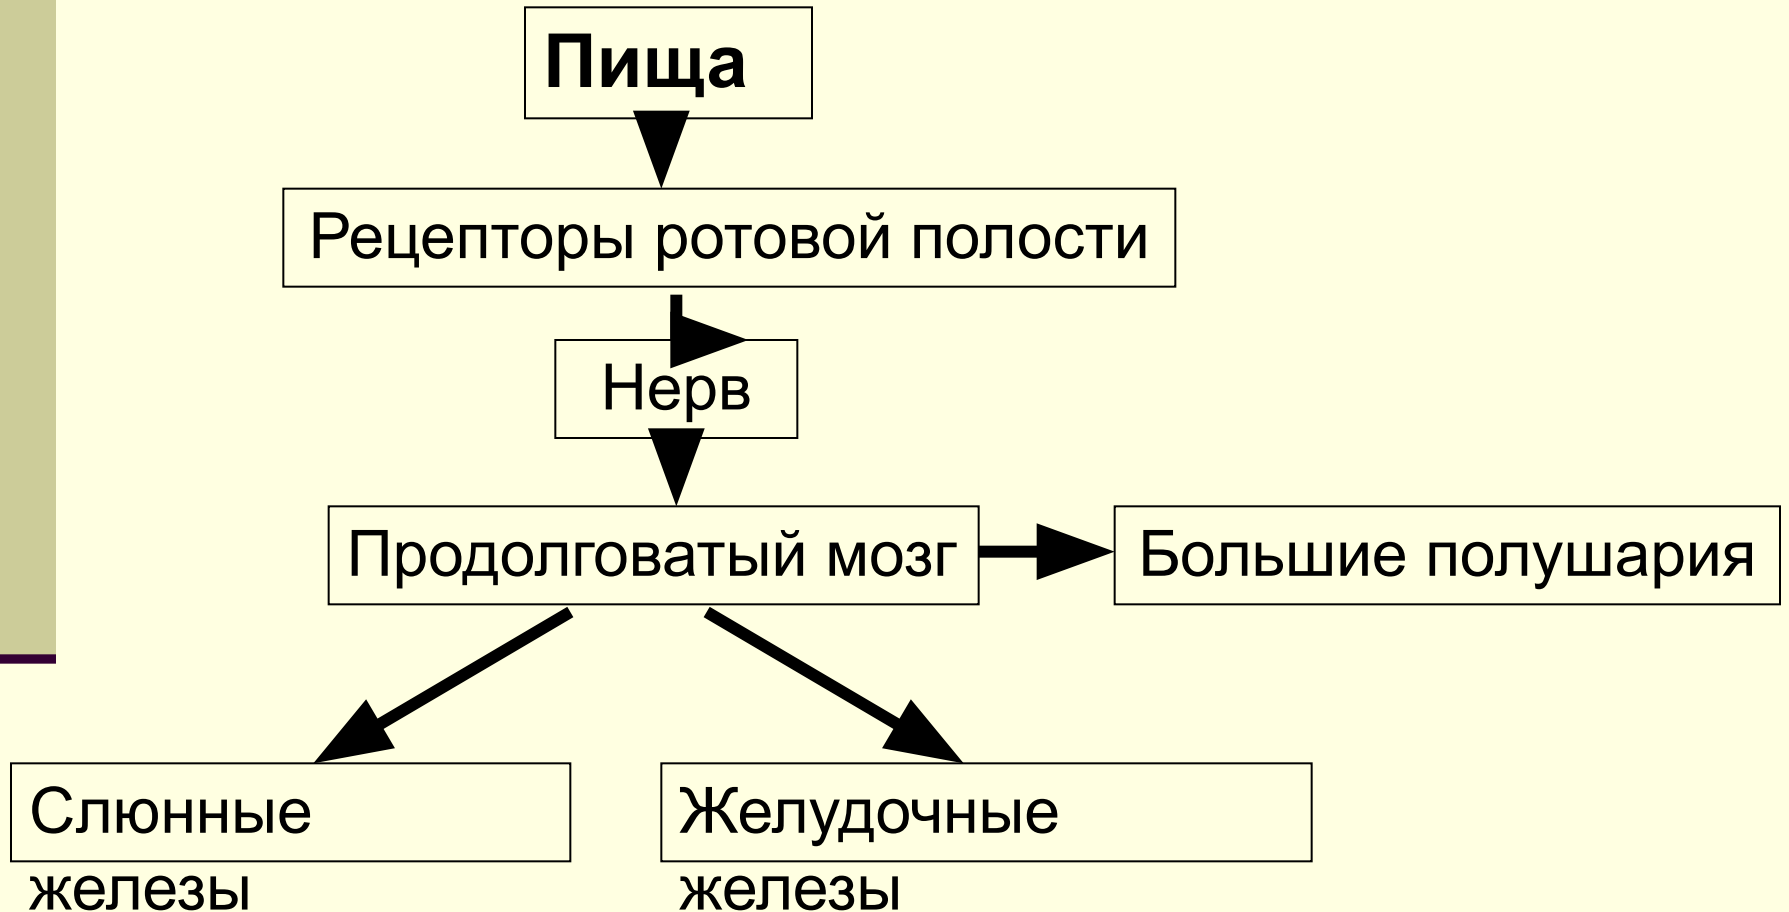 Пища
Рецепторы ротовой полости
Нерв
Продолговатый мозг
Большие полушария
Слюнные
железы
Желудочные
железы